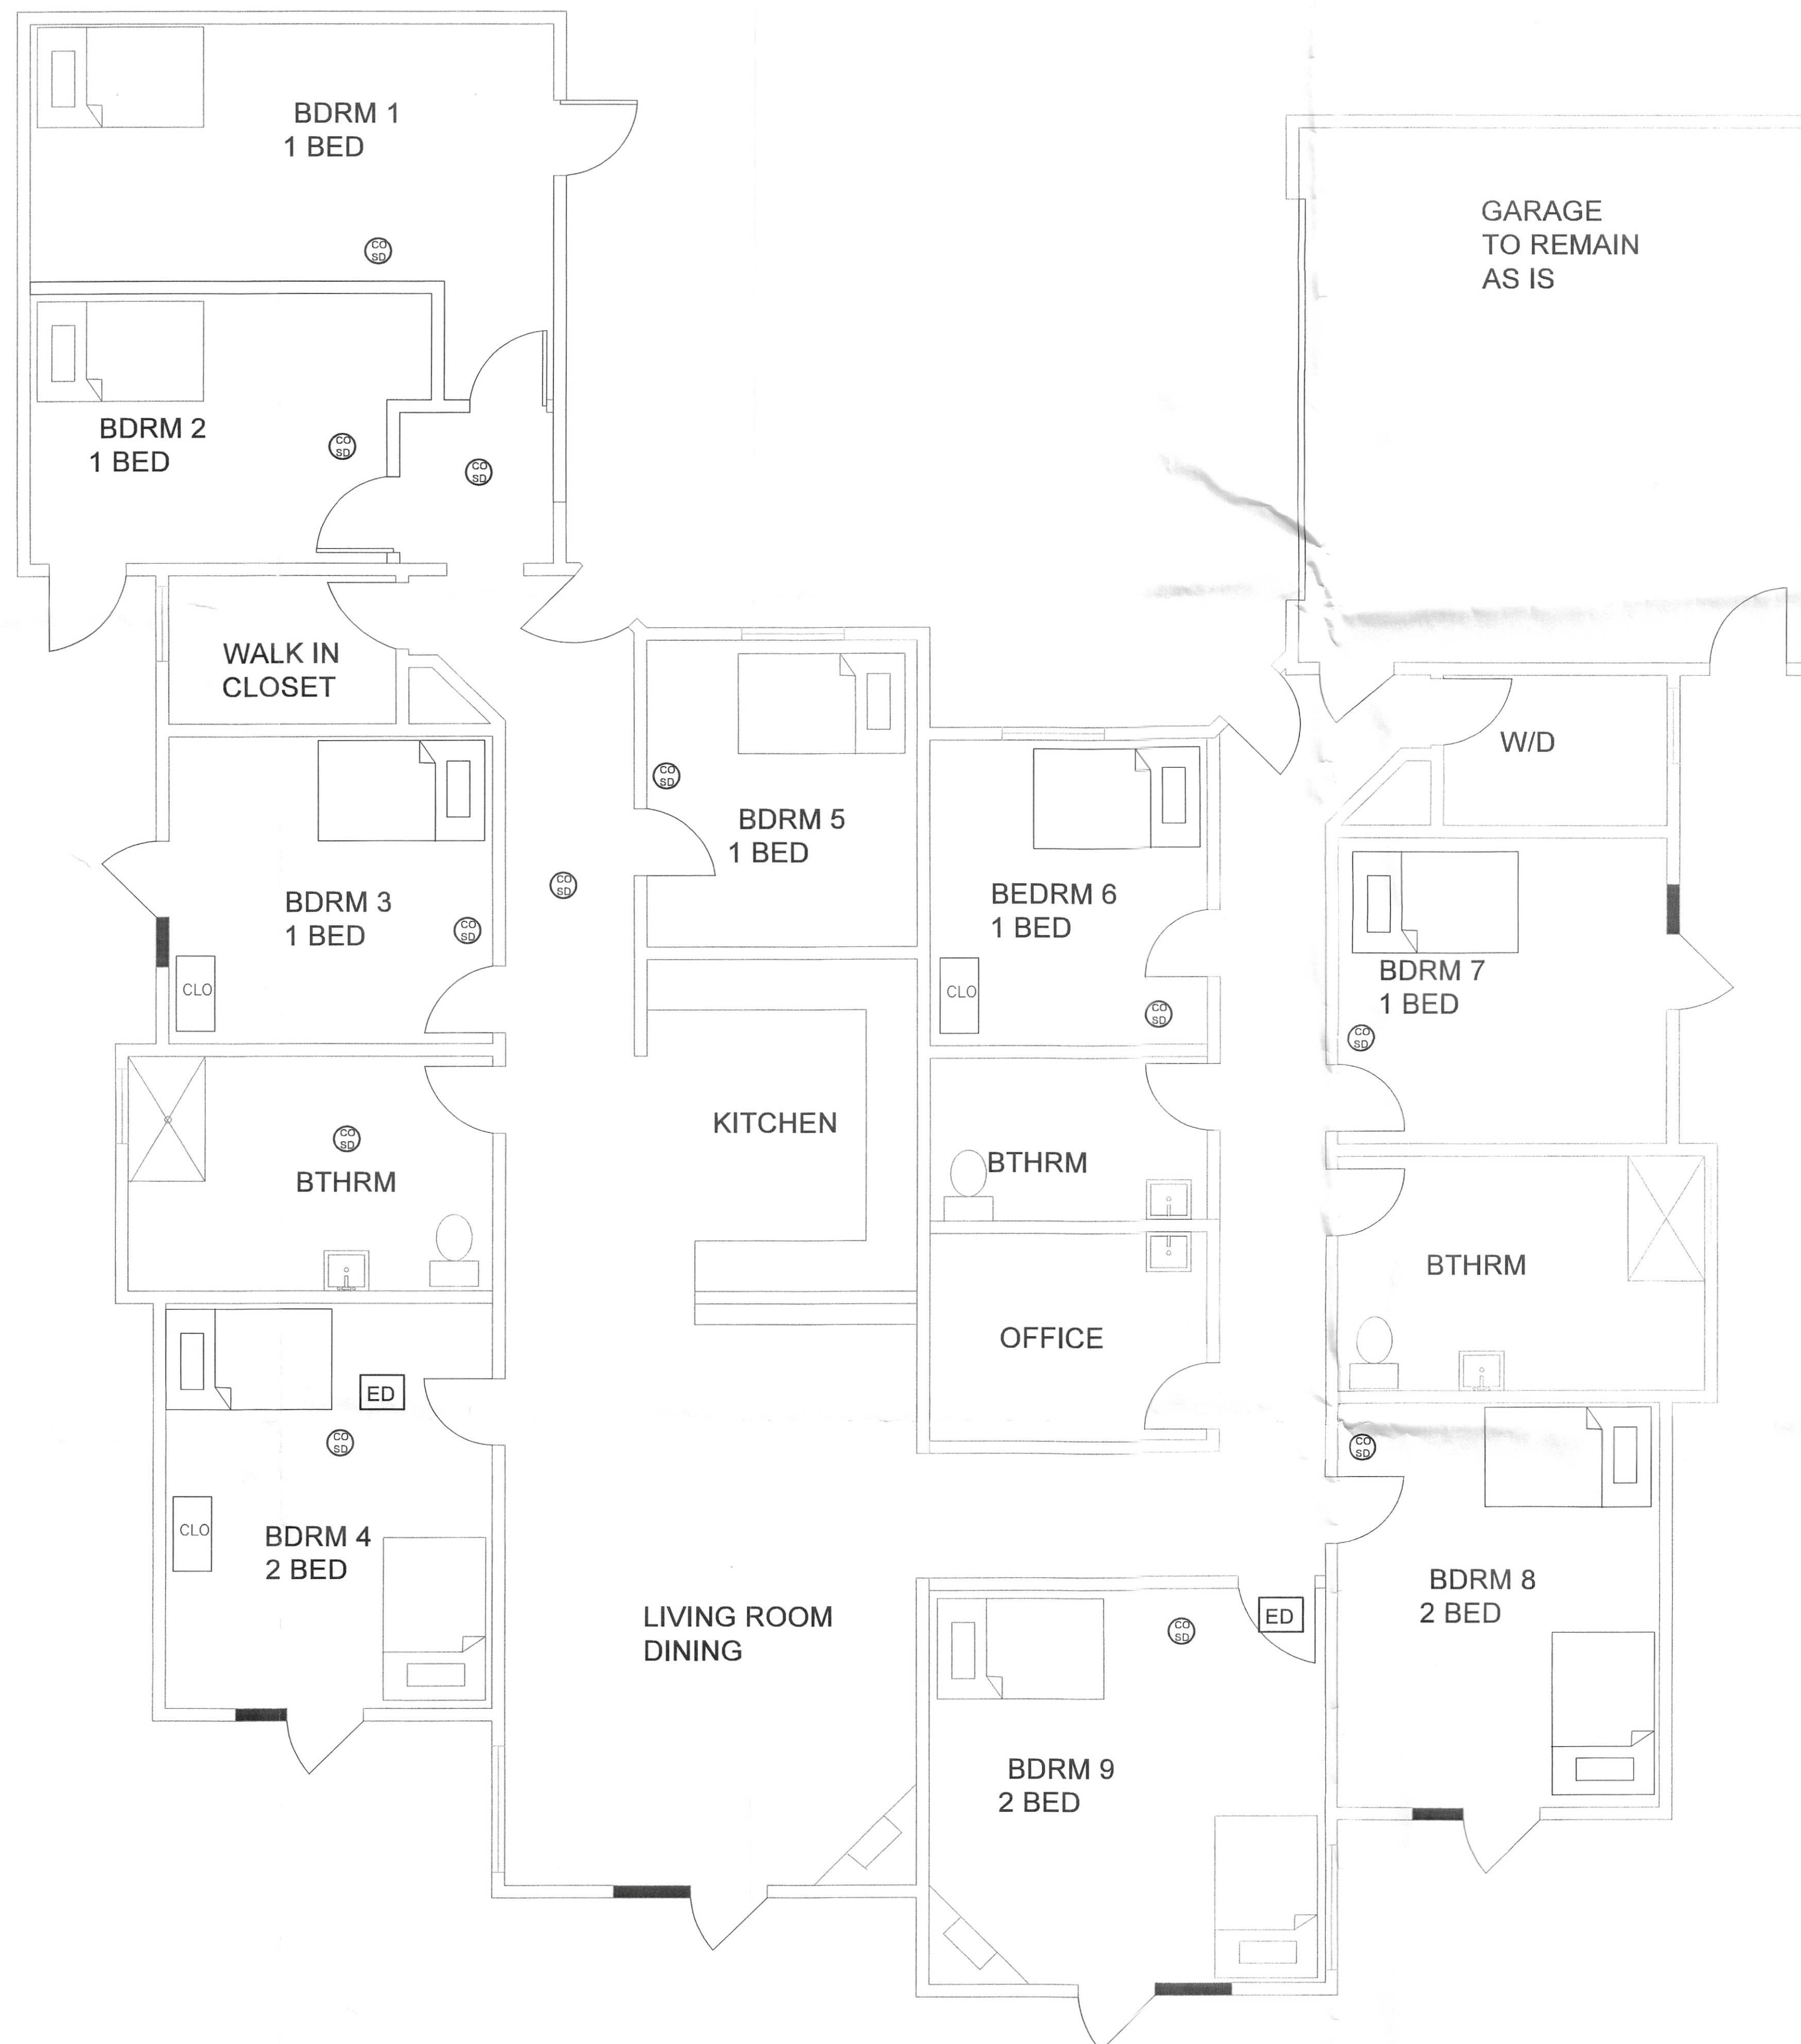 BDRM 1
1 BED
CO
SD
GARAGE
TO REMAIN
AS IS
BDRM 2
1 BED
CO
SD
CO
SD
WALK IN
CLOSET
W/D
BDRM 5
1 BED
CO
SD
CO
SD
BDRM 3
1 BED
CO
SD
CLO
BEDRM 6
1 BED
CLO
CO
SD
BDRM 7
1 BED
CO
SD
KITCHEN
CO
SD
BTHRM
BTHRM
BTHRM
OFFICE
ED
CO
SD
CLO
BDRM 4
2 BED
CO
SD
BDRM 8
2 BED
LIVING ROOM
DINING
CO
SD
ED
BDRM 9
2 BED